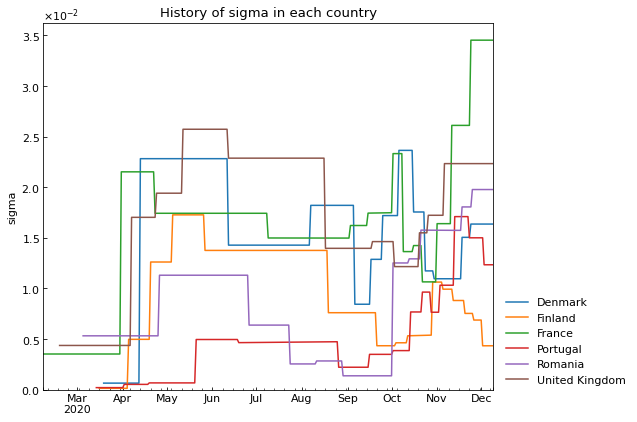 History of sigma in each country
×10⁻²
3.5
3.0
2.5
2.0
1.5
1.0
0.5
0.0
sigma
Mar Apr May Jun Jul Aug Sep Oct Nov Dec
2020
Denmark
Finland
France
Portugal
Romania
United Kingdom